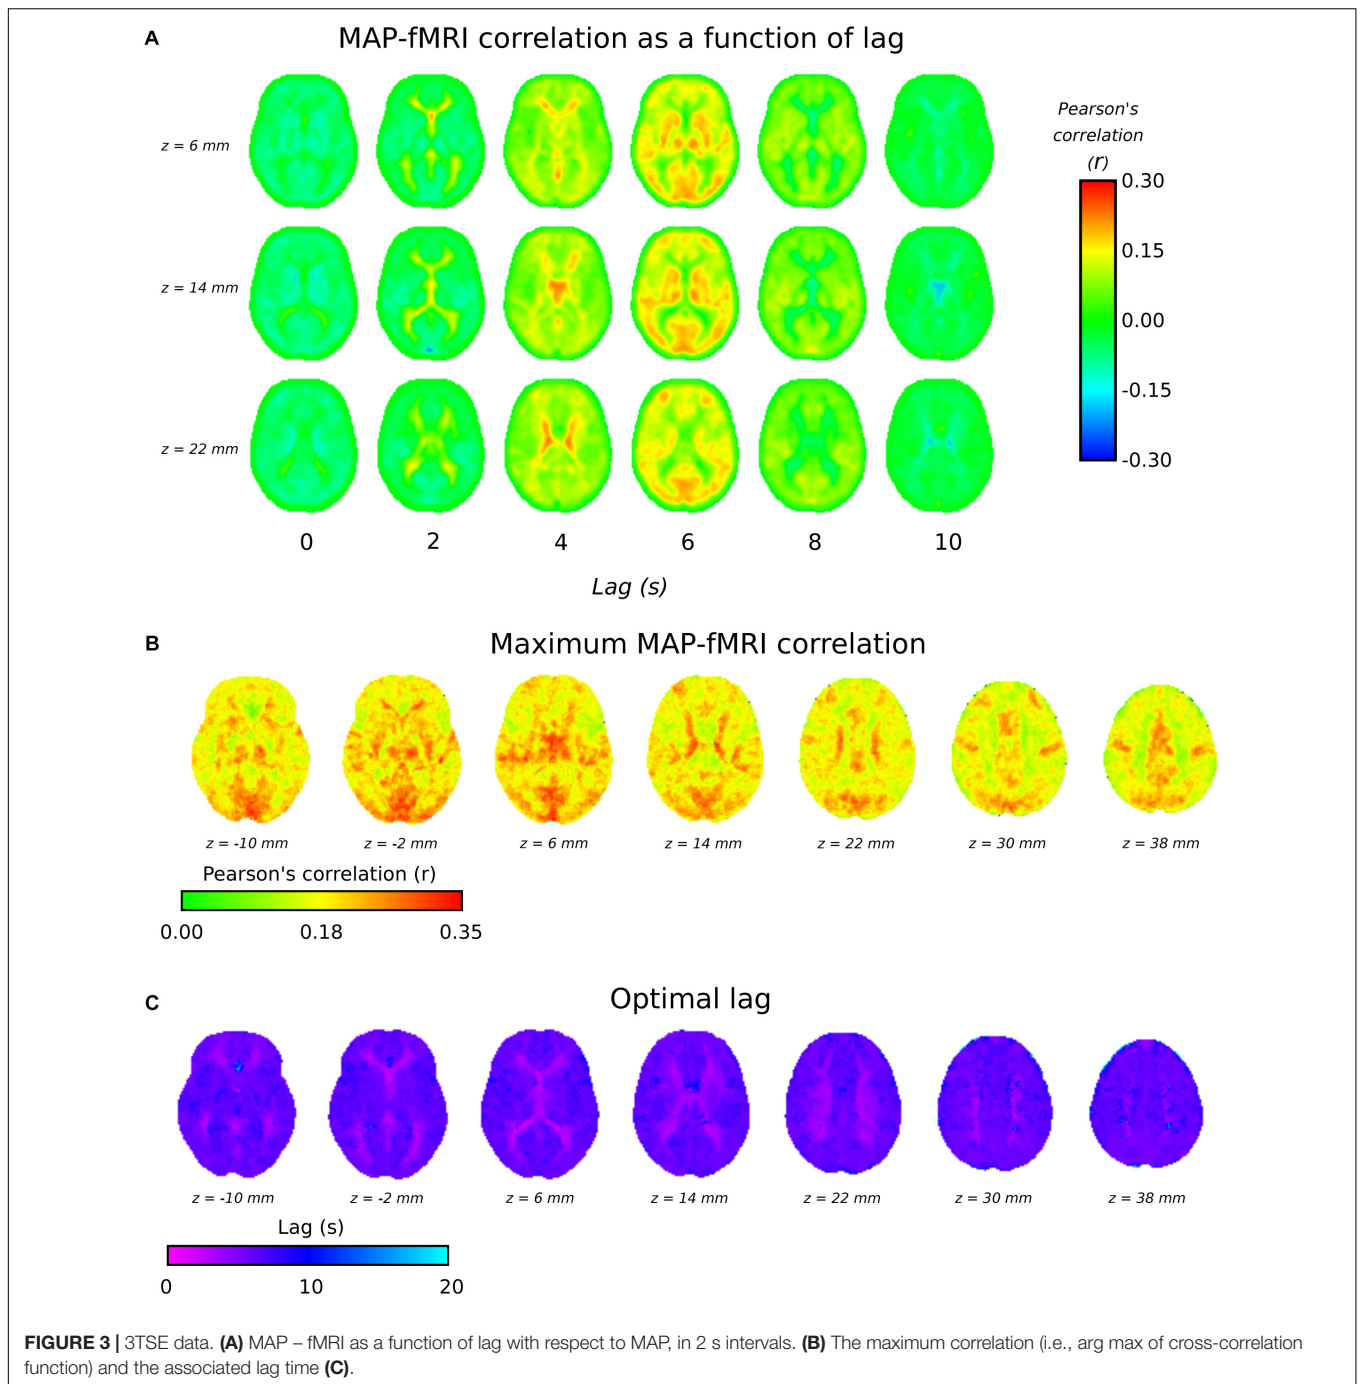 A
MAP-fMRI correlation as a function of lag
Pearson's
correlation
(r)
z = 6 mm
0.30
0.15
z = 14 mm
0.00
-0.15
z = 22 mm
-0.30
0 2 4 6 8 10
Lag (s)
B
Maximum MAP-fMRI correlation
z = -10 mm z = -2 mm z = 6 mm z = 14 mm z = 22 mm z = 30 mm z = 38 mm
Pearson's correlation (r)
0.00 0.18 0.35
C
Optimal lag
z = -10 mm z = -2 mm z = 6 mm z = 14 mm z = 22 mm z = 30 mm z = 38 mm
Lag (s)
0 10 20
FIGURE 3 | 3TSE data. (A) MAP – fMRI as a function of lag with respect to MAP, in 2 s intervals. (B) The maximum correlation (i.e., arg max of cross-correlation
function) and the associated lag time (C).